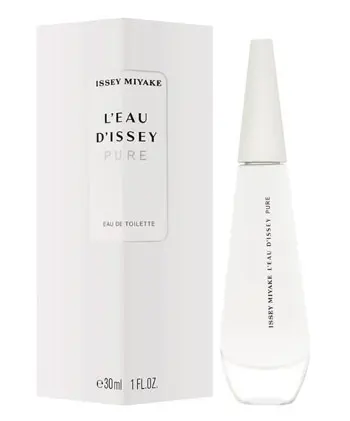 ISSEY MIYAKE
L'EAU
D'ISSEY
PURE
EAU DE TOILETTE
℮30ml 1 FL.OZ.
ISSEY MIYAKE L'EAU D'ISSEY PURE